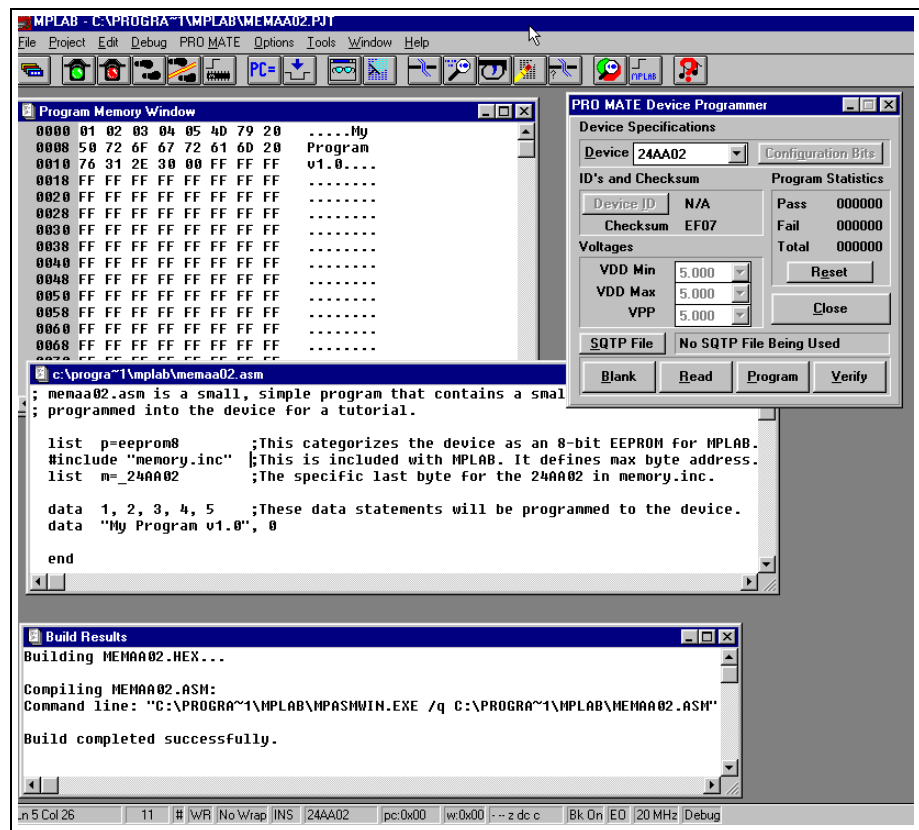 MPLAB - C:\PROGRA~1\MPLAB\MEMAA02.PJT
File Project Edit Debug PRO MATE Options Tools Window Help
PC=
MPLAB
Program Memory Window
0000 01 02 03 04 05 4D 79 20 .....My
0008 50 72 6F 67 72 61 6D 20 Program
0010 76 31 2E 30 00 FF FF FF v1.0....
0018 FF FF FF FF FF FF FF FF ........
0020 FF FF FF FF FF FF FF FF ........
0028 FF FF FF FF FF FF FF FF ........
0030 FF FF FF FF FF FF FF FF ........
0038 FF FF FF FF FF FF FF FF ........
0040 FF FF FF FF FF FF FF FF ........
0048 FF FF FF FF FF FF FF FF ........
0050 FF FF FF FF FF FF FF FF ........
0058 FF FF FF FF FF FF FF FF ........
0060 FF FF FF FF FF FF FF FF ........
0068 FF FF FF FF FF FF FF FF ........
PRO MATE Device Programmer
Device Specifications
Device 24AA02 Configuration Bits
ID's and Checksum
Device ID N/A
Checksum EF07
Program Statistics
Pass 000000
Fail 000000
Total 000000
Reset
Voltages
VDD Min 5.000
VDD Max 5.000
VPP 5.000
Close
SQTP File No SQTP File Being Used
Blank Read Program Verify
c:\progra~1\mplab\memaa02.asm
; memaa02.asm is a small, simple program that contains a smal
; programmed into the device for a tutorial.
list p=eeprom8 ;This categorizes the device as an 8-bit EEPROM for MPLAB.
#include "memory.inc" ;This is included with MPLAB. It defines max byte address.
list m=_24AA02 ;The specific last byte for the 24AA02 in memory.inc.
data 1, 2, 3, 4, 5 ;These data statements will be programmed to the device.
data "My Program v1.0", 0
end
Build Results
Building MEMAA02.HEX...
Compiling MEMAA02.ASM:
Command line: "C:\PROGRA~1\MPLAB\MPASMWIN.EXE /q C:\PROGRA~1\MPLAB\MEMAA02.ASM"
Build completed successfully.
Ln 5 Col 26 11 # WR No Wrap INS 24AA02 pc:0x00 w:0x00 - -- z dc c Bk On EO 20 MHz Debug